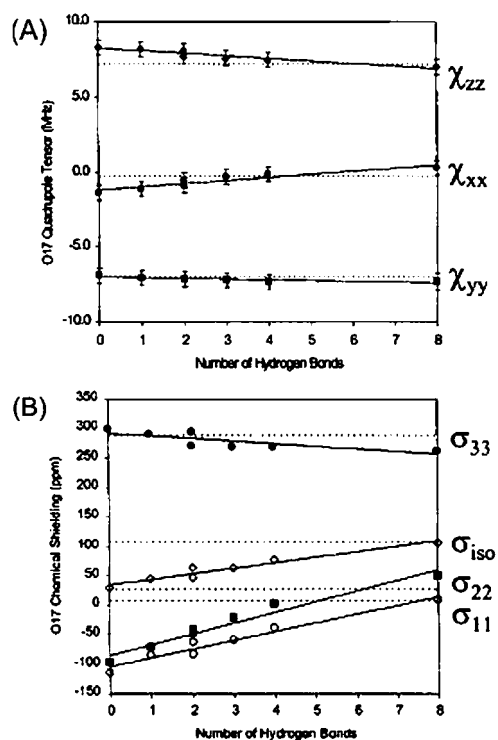 (A)
O17 Quadrupole Tensor (MHz)
10.0
5.0
0.0
-5.0
-10.0
χzz
χxx
χyy
0 1 2 3 4 5 6 7 8
Number of Hydrogen Bonds
(B)
O17 Chemical Shielding (ppm)
350
300
250
200
150
100
50
0
-50
-100
-150
σ33
σiso
σ22
σ11
0 1 2 3 4 5 6 7 8
Number of Hydrogen Bonds